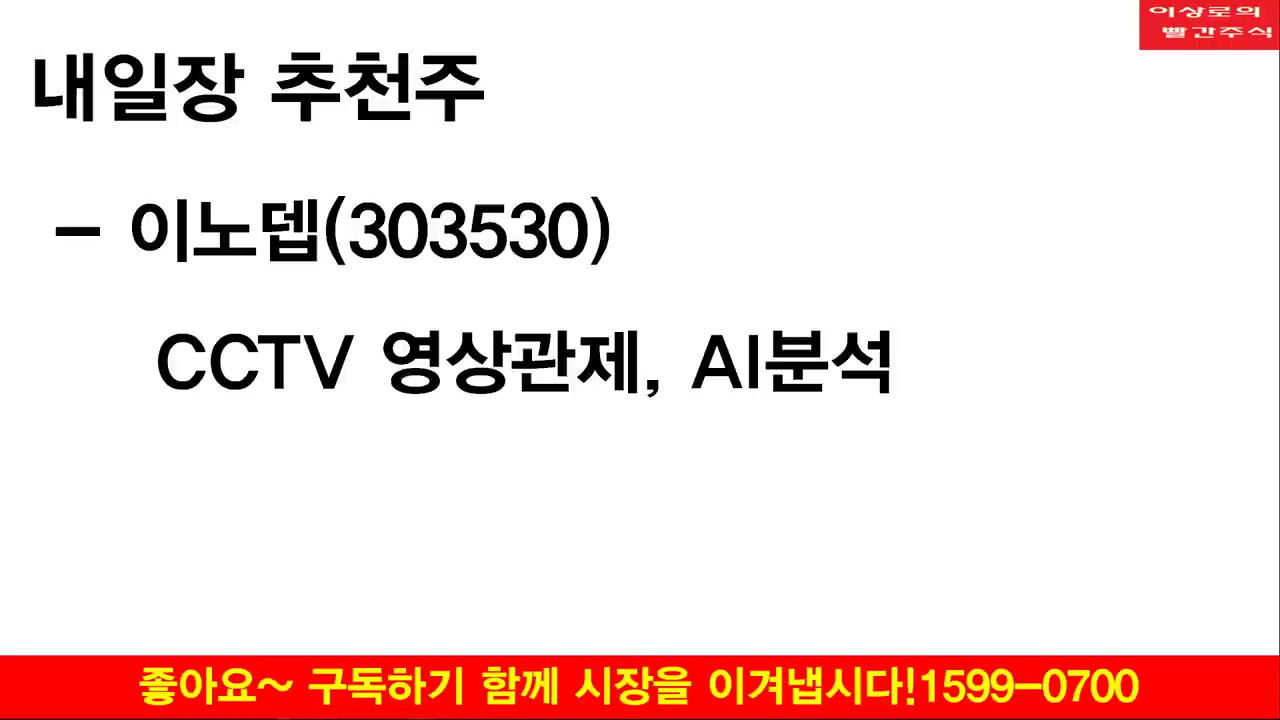 이상로의
빨간주식
내일장 추천주
- 이노뎁(303530)
CCTV 영상관제, AI분석
좋아요~ 구독하기 함께 시장을 이겨냅시다!1599-0700